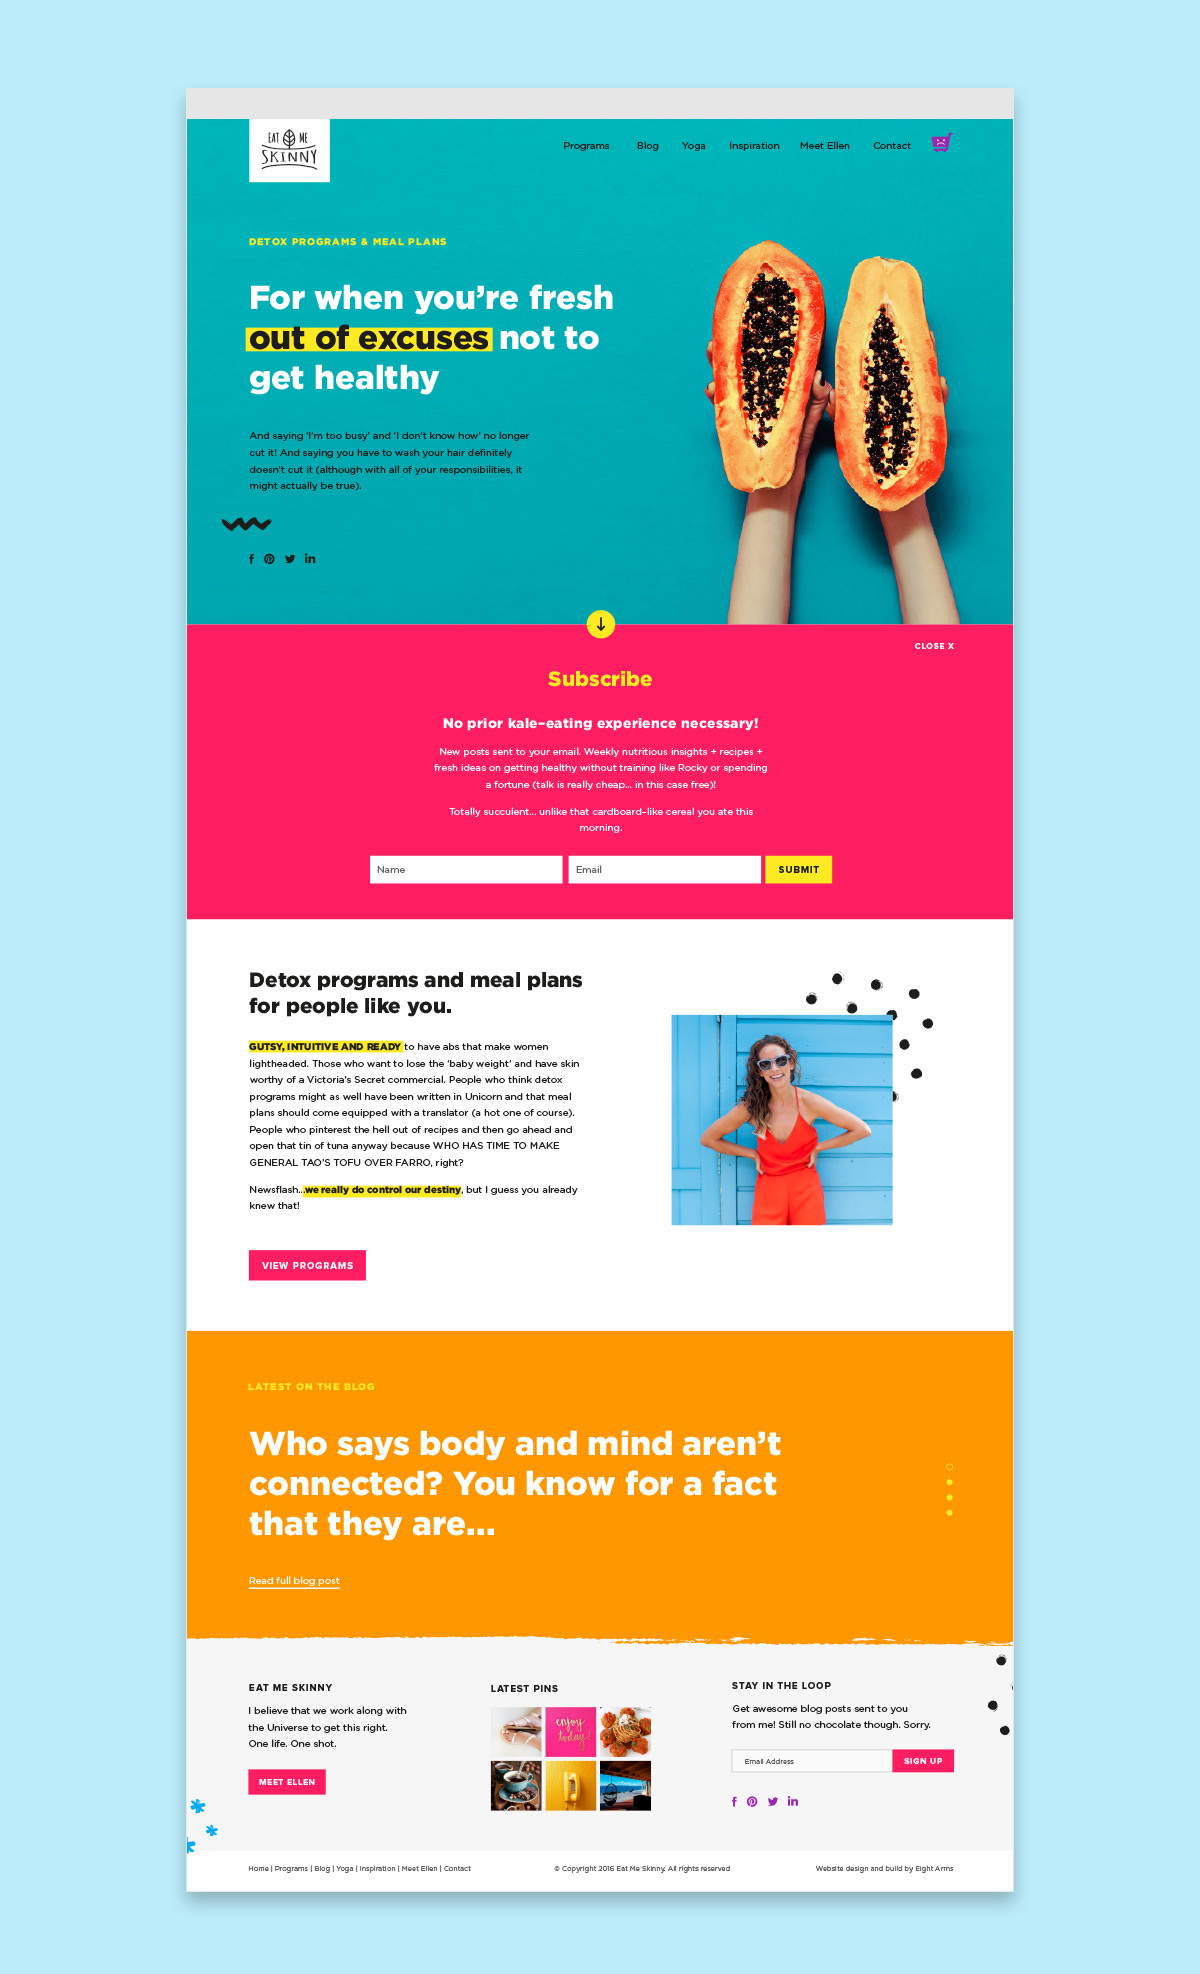 EAT ME
SKINNY
Programs Blog Yoga Inspiration Meet Ellen Contact
DETOX PROGRAMS & MEAL PLANS
For when you're fresh
out of excuses not to
get healthy
And saying 'I'm too busy' and 'I don't know how' no longer
cut it! And saying you have to wash your hair definitely
doesn't cut it (although with all of your responsibilities, it
might actually be true).
CLOSE X
Subscribe
No prior kale-eating experience necessary!
New posts sent to your email. Weekly nutritious insights + recipes +
fresh ideas on getting healthy without training like Rocky or spending
a fortune (talk is really cheap... in this case free)!
Totally succulent... unlike that cardboard-like cereal you ate this
morning.
Name Email SUBMIT
Detox programs and meal plans
for people like you.
GUTSY, INTUITIVE AND READY to have abs that make women
lightheaded. Those who want to lose the 'baby weight' and have skin
worthy of a Victoria's Secret commercial. People who think detox
programs might as well have been written in Unicorn and that meal
plans should come equipped with a translator (a hot one of course).
People who pinterest the hell out of recipes and then go ahead and
open that tin of tuna anyway because WHO HAS TIME TO MAKE
GENERAL TAO'S TOFU OVER FARRO, right?
Newsflash...we really do control our destiny, but I guess you already
knew that!
VIEW PROGRAMS
LATEST ON THE BLOG
Who says body and mind aren't
connected? You know for a fact
that they are...
Read full blog post
EAT ME SKINNY
I believe that we work along with
the Universe to get this right.
One life. One shot.
MEET ELLEN
LATEST PINS
enjoy
today!
STAY IN THE LOOP
Get awesome blog posts sent to you
from me! Still no chocolate though. Sorry.
Email Address SIGN UP
Home | Programs | Blog | Yoga | Inspiration | Meet Ellen | Contact
© Copyright 2016 Eat Me Skinny. All rights reserved
Website design and build by Eight Arms